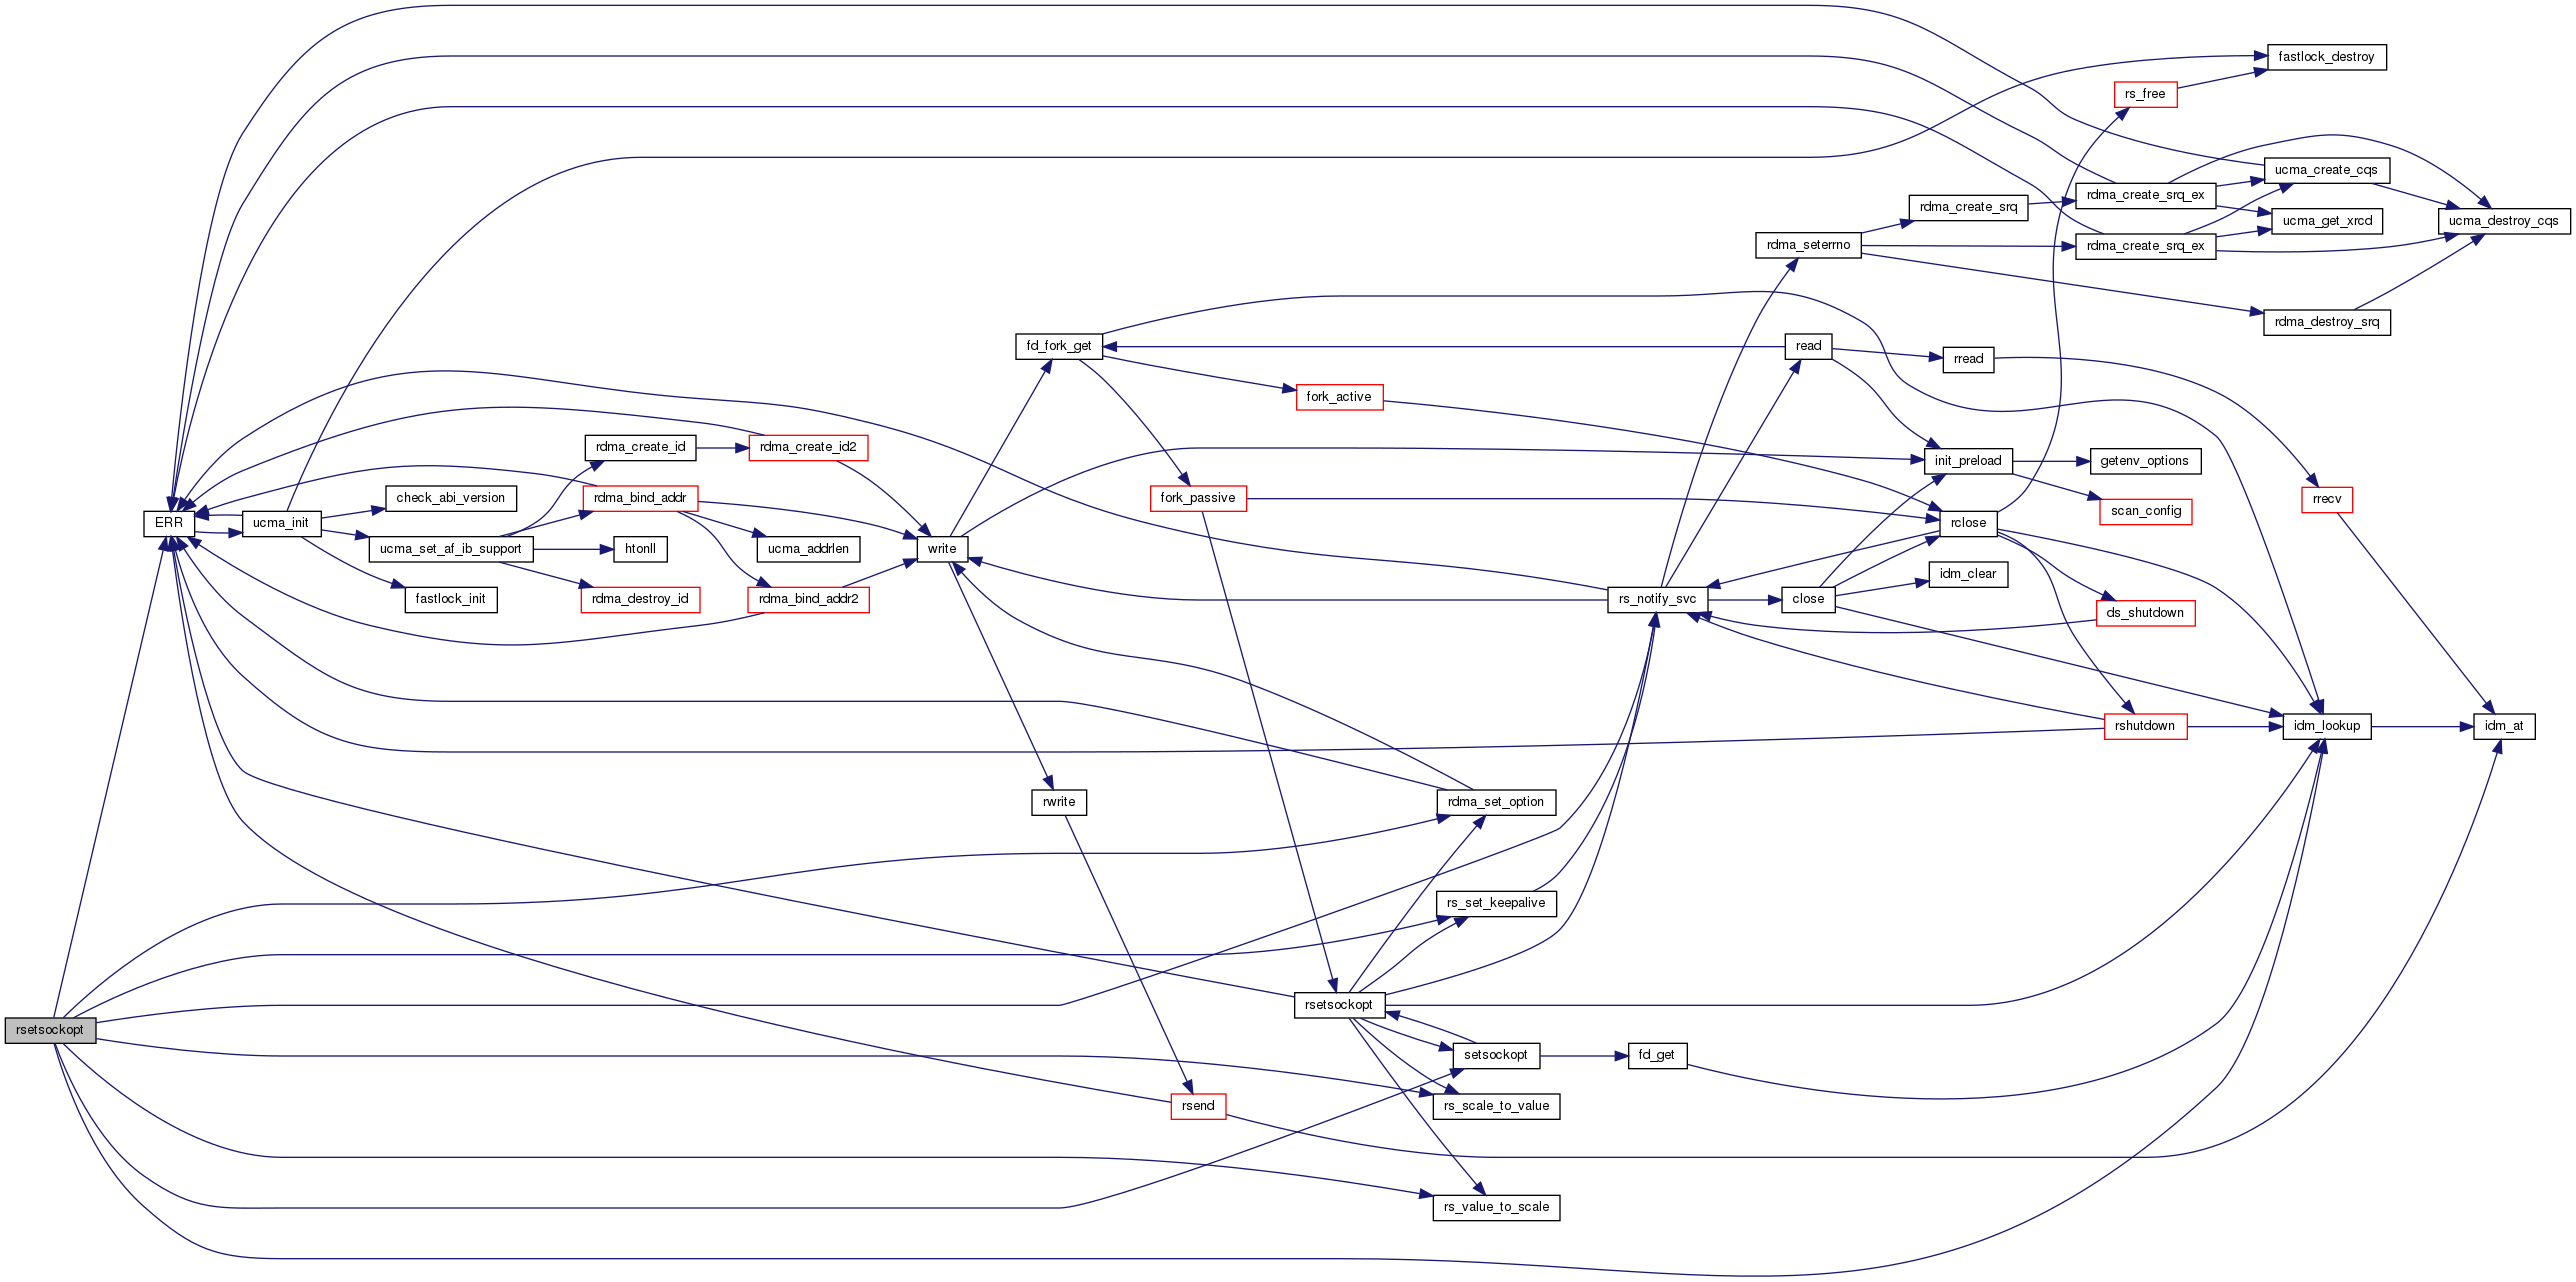 fastlock_destroy
rs_free
ucma_create_cqs
rdma_create_srq_ex
rdma_create_srq
ucma_get_xrcd
ucma_destroy_cqs
rdma_seterrno
rdma_create_srq_ex
rdma_destroy_srq
fd_fork_get
read
rread
fork_active
rdma_create_id
rdma_create_id2
init_preload
getenv_options
check_abi_version
rdma_bind_addr
fork_passive
rrecv
scan_config
ERR
ucma_init
rclose
ucma_set_af_ib_support
htonll
ucma_addrlen
write
idm_clear
fastlock_init
rdma_destroy_id
rdma_bind_addr2
rs_notify_svc
close
ds_shutdown
rshutdown
idm_lookup
idm_at
rwrite
rdma_set_option
rs_set_keepalive
rsetsockopt
rsetsockopt
setsockopt
fd_get
rsend
rs_scale_to_value
rs_value_to_scale